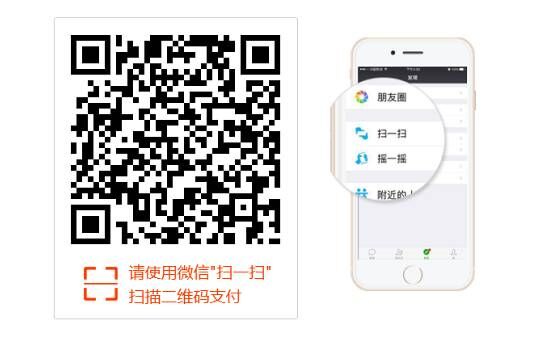 请使用微信"扫一扫"
扫描二维码支付
发现
朋友圈
扫一扫
摇一摇
附近的